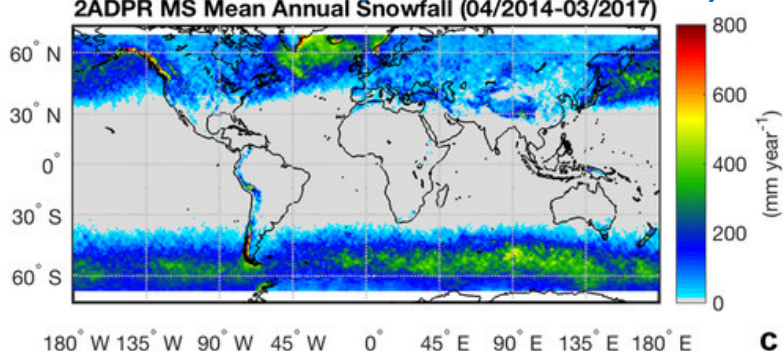 2ADPR MS Mean Annual Snowfall (04/2014-03/2017)
800
60° N
600
30° N
0°
400
(mm year⁻¹)
30° S
200
60° S
0
180° W 135° W 90° W 45° W 0° 45° E 90° E 135° E 180° E
c